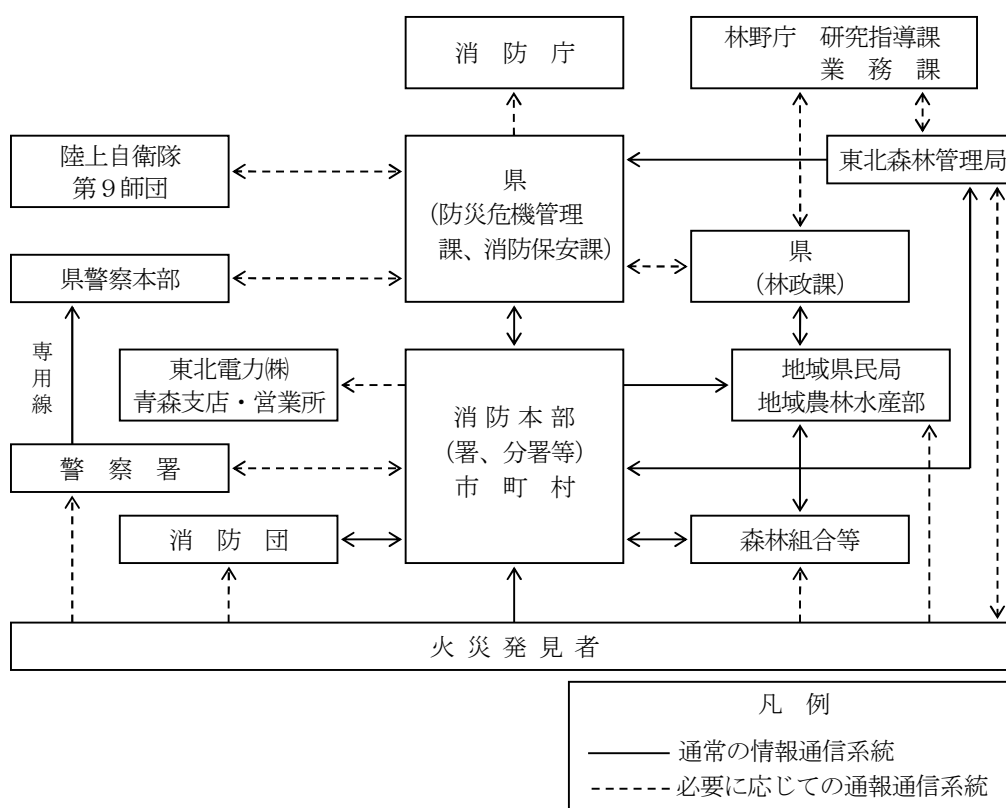 消　防　庁
林野庁　研究指導課
業　務　課
陸上自衛隊
第９師団
県
（防災危機管理
課、消防保安課）
東北森林管理局
県警察本部
県
（林政課）
専用線
東北電力㈱
青森支店・営業所
消 防 本 部
（署、分署等）
市　町　村
地域県民局
地域農林水産部
警　察　署
消　防　団
森林組合等
火 災 発 見 者
凡　例
通常の情報通信系統
必要に応じての通報通信系統